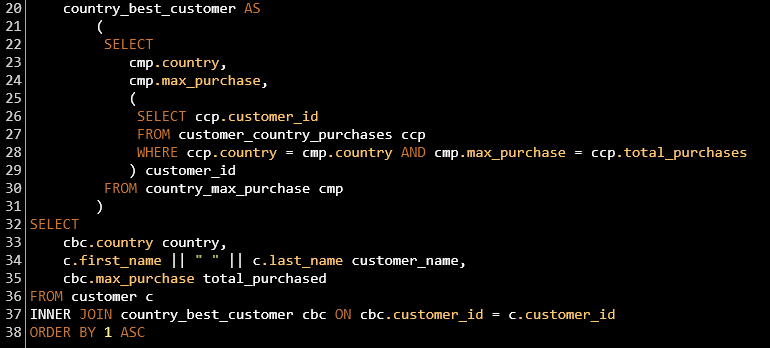 20 country_best_customer AS
21 (
22 SELECT
23 cmp.country,
24 cmp.max_purchase,
25 (
26 SELECT ccp.customer_id
27 FROM customer_country_purchases ccp
28 WHERE ccp.country = cmp.country AND cmp.max_purchase = ccp.total_purchases
29 ) customer_id
30 FROM country_max_purchase cmp
31 )
32 SELECT
33 cbc.country country,
34 c.first_name || " " || c.last_name customer_name,
35 cbc.max_purchase total_purchased
36 FROM customer c
37 INNER JOIN country_best_customer cbc ON cbc.customer_id = c.customer_id
38 ORDER BY 1 ASC